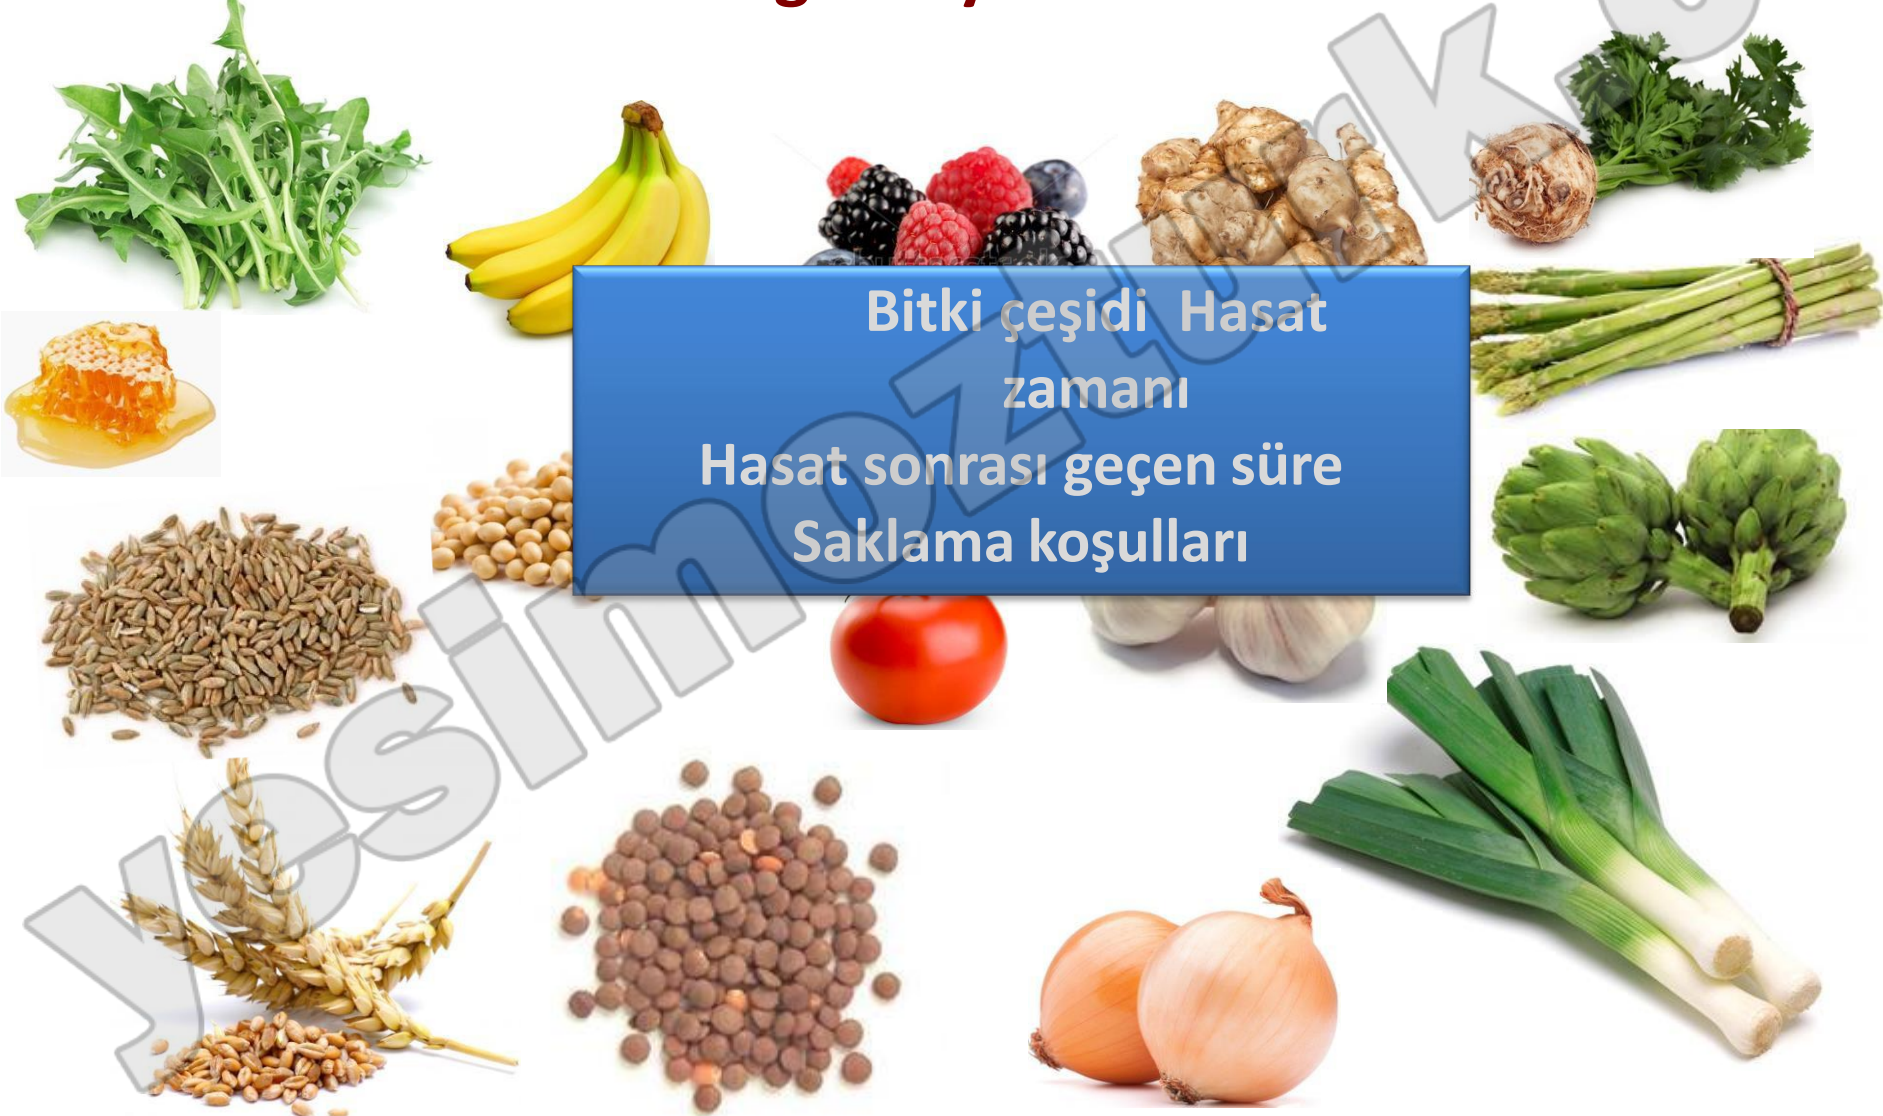 Bitki çeşidi Hasat
zamanı
Hasat sonrası geçen süre
Saklama koşulları
yesimozturk.